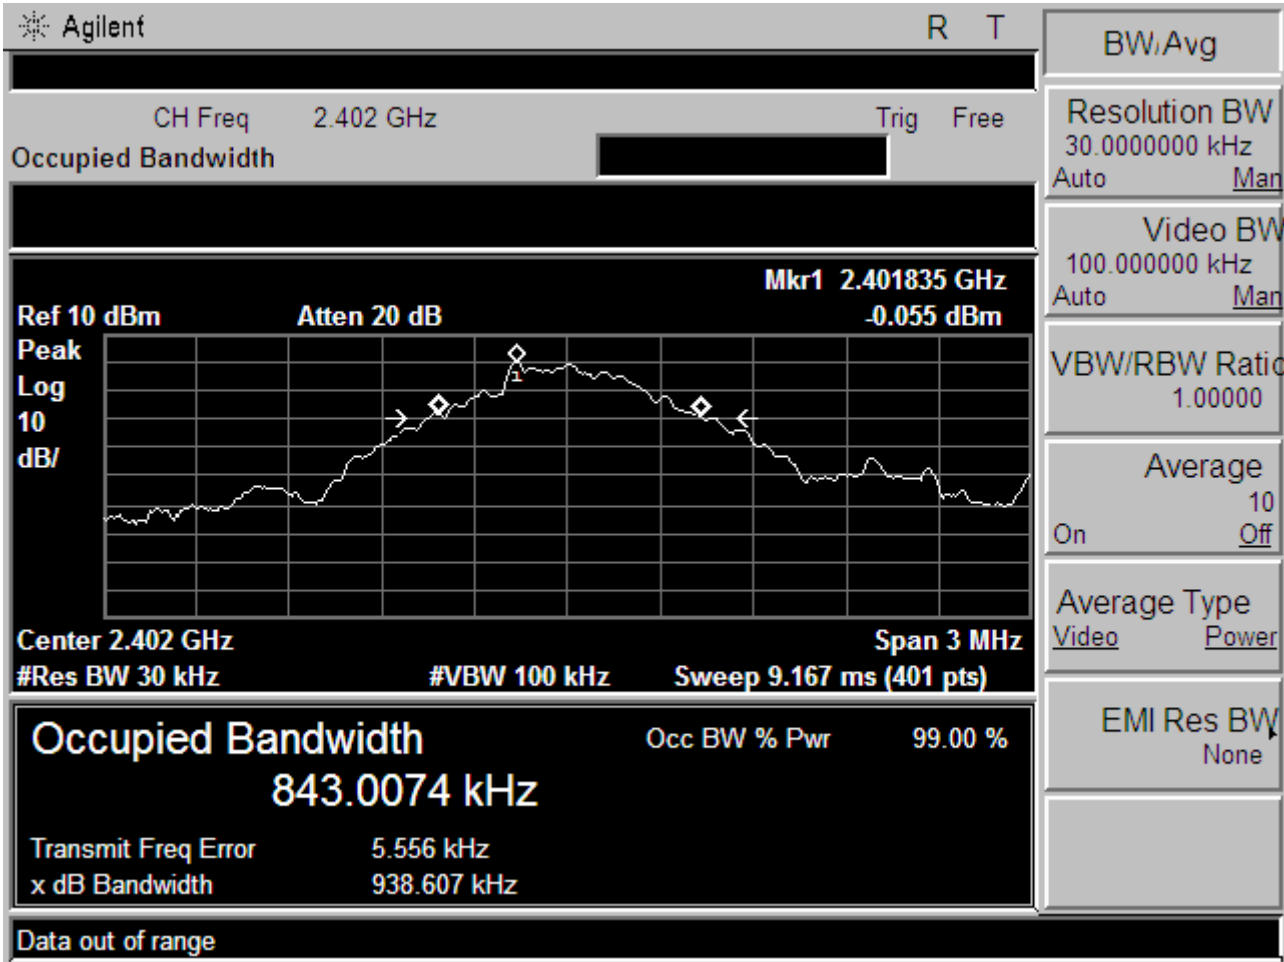 Agilent R T
CH Freq 2.402 GHz Trig Free
Occupied Bandwidth
Mkr1 2.401835 GHz
Ref 10 dBm Atten 20 dB -0.055 dBm
Peak
Log
10
dB/
1
Center 2.402 GHz Span 3 MHz
#Res BW 30 kHz #VBW 100 kHz Sweep 9.167 ms (401 pts)
Occupied Bandwidth Occ BW % Pwr 99.00 %
843.0074 kHz
Transmit Freq Error 5.556 kHz
x dB Bandwidth 938.607 kHz
Data out of range
BW/Avg
Resolution BW
30.0000000 kHz
Auto Man
Video BW
100.000000 kHz
Auto Man
VBW/RBW Ratio
1.00000
Average
10
On Off
Average Type
Video Power
EMI Res BW
None